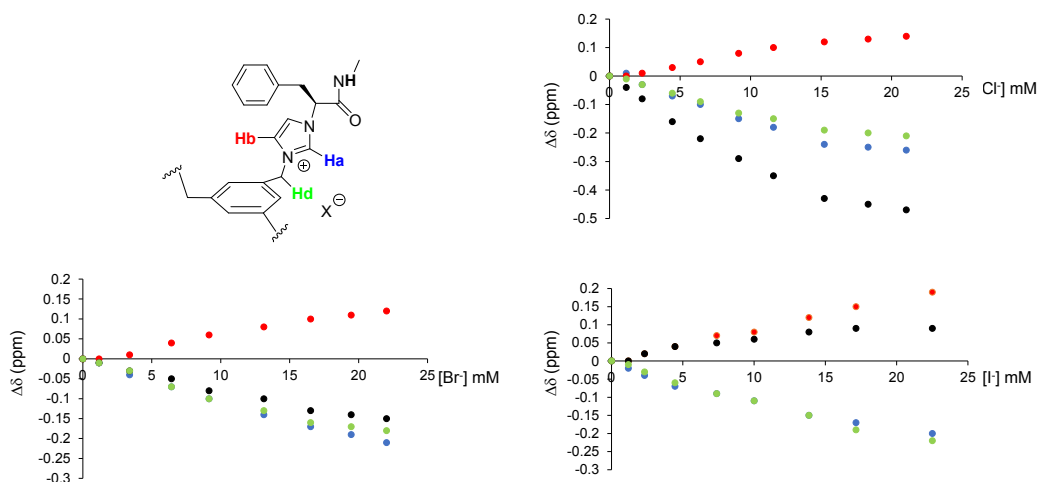 NH
O
N
Hb
N
⊕
Ha
Hd
X⊖
0.2
0.1
0
-0.1
-0.2
-0.3
-0.4
-0.5
0 5 10 15 20 25
Δδ (ppm)
Cl⁻] mM
0.2
0.15
0.1
0.05
0
-0.05
-0.1
-0.15
-0.2
-0.25
-0.3
0 5 10 15 20 25
Δδ (ppm)
[Br⁻] mM
0.2
0.15
0.1
0.05
0
-0.05
-0.1
-0.15
-0.2
-0.25
-0.3
0 5 10 15 20 25
Δδ (ppm)
[I⁻] mM